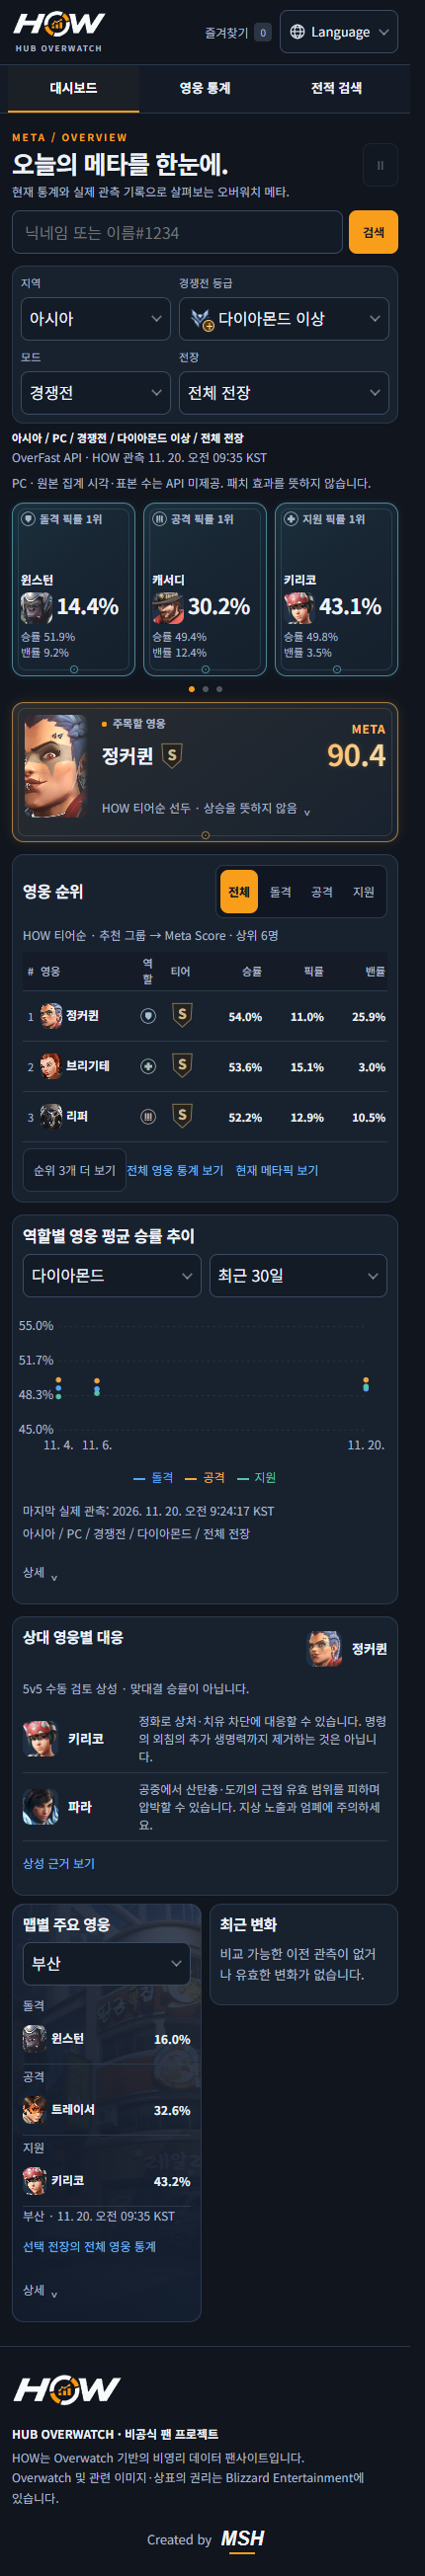 HOW
HUB OVERWATCH
즐겨찾기 0
Language
대시보드 영웅 통계 전적 검색
META / OVERVIEW
오늘의 메타를 한눈에.
현재 통계와 실제 관측 기록으로 살펴보는 오버워치 메타.
닉네임 또는 이름#1234
검색
지역 경쟁전 등급
아시아 다이아몬드 이상
모드 전장
경쟁전 전체 전장
아시아 / PC / 경쟁전 / 다이아몬드 이상 / 전체 전장
OverFast API · HOW 관측 11. 20. 오전 09:35 KST
PC · 원본 집계 시각·표본 수는 API 미제공. 패치 효과를 뜻하지 않습니다.
돌격 픽률 1위
윈스턴
14.4%
승률 51.9%
밴률 9.2%
공격 픽률 1위
캐서디
30.2%
승률 49.4%
밴률 12.4%
지원 픽률 1위
키리코
43.1%
승률 49.8%
밴률 3.5%
주목할 영웅
정커퀸 S
META
90.4
HOW 티어순 선두 · 상승을 뜻하지 않음
영웅 순위
전체 돌격 공격 지원
HOW 티어순 · 추천 그룹 → Meta Score · 상위 6명
# 영웅 역할 티어 승률 픽률 밴률
1 정커퀸 S 54.0% 11.0% 25.9%
2 브리기테 S 53.6% 15.1% 3.0%
3 리퍼 S 52.2% 12.9% 10.5%
순위 3개 더 보기 전체 영웅 통계 보기 현재 메타픽 보기
역할별 영웅 평균 승률 추이
다이아몬드 최근 30일
55.0%
51.7%
48.3%
45.0%
11. 4. 11. 6. 11. 20.
돌격 공격 지원
마지막 실제 관측: 2026. 11. 20. 오전 9:24:17 KST
아시아 / PC / 경쟁전 / 다이아몬드 / 전체 전장
상세
상대 영웅별 대응
정커퀸
5v5 수동 검토 상성 · 맞대결 승률이 아닙니다.
키리코
정화로 상처·치유 차단에 대응할 수 있습니다. 명령
의 외침의 추가 생명력까지 제거하는 것은 아닙니
다.
파라
공중에서 산탄총·도끼의 근접 유효 범위를 피하며
압박할 수 있습니다. 지상 노출과 엄폐에 주의하세
요.
상성 근거 보기
맵별 주요 영웅
부산
돌격
윈스턴 16.0%
공격
트레이서 32.6%
지원
키리코 43.2%
부산 · 11. 20. 오전 09:35 KST
선택 전장의 전체 영웅 통계
상세
최근 변화
비교 가능한 이전 관측이 없거
나 유효한 변화가 없습니다.
HOW
HUB OVERWATCH · 비공식 팬 프로젝트
HOW는 Overwatch 기반의 비영리 데이터 팬사이트입니다.
Overwatch 및 관련 이미지·상표의 권리는 Blizzard Entertainment에
있습니다.
Created by MSH